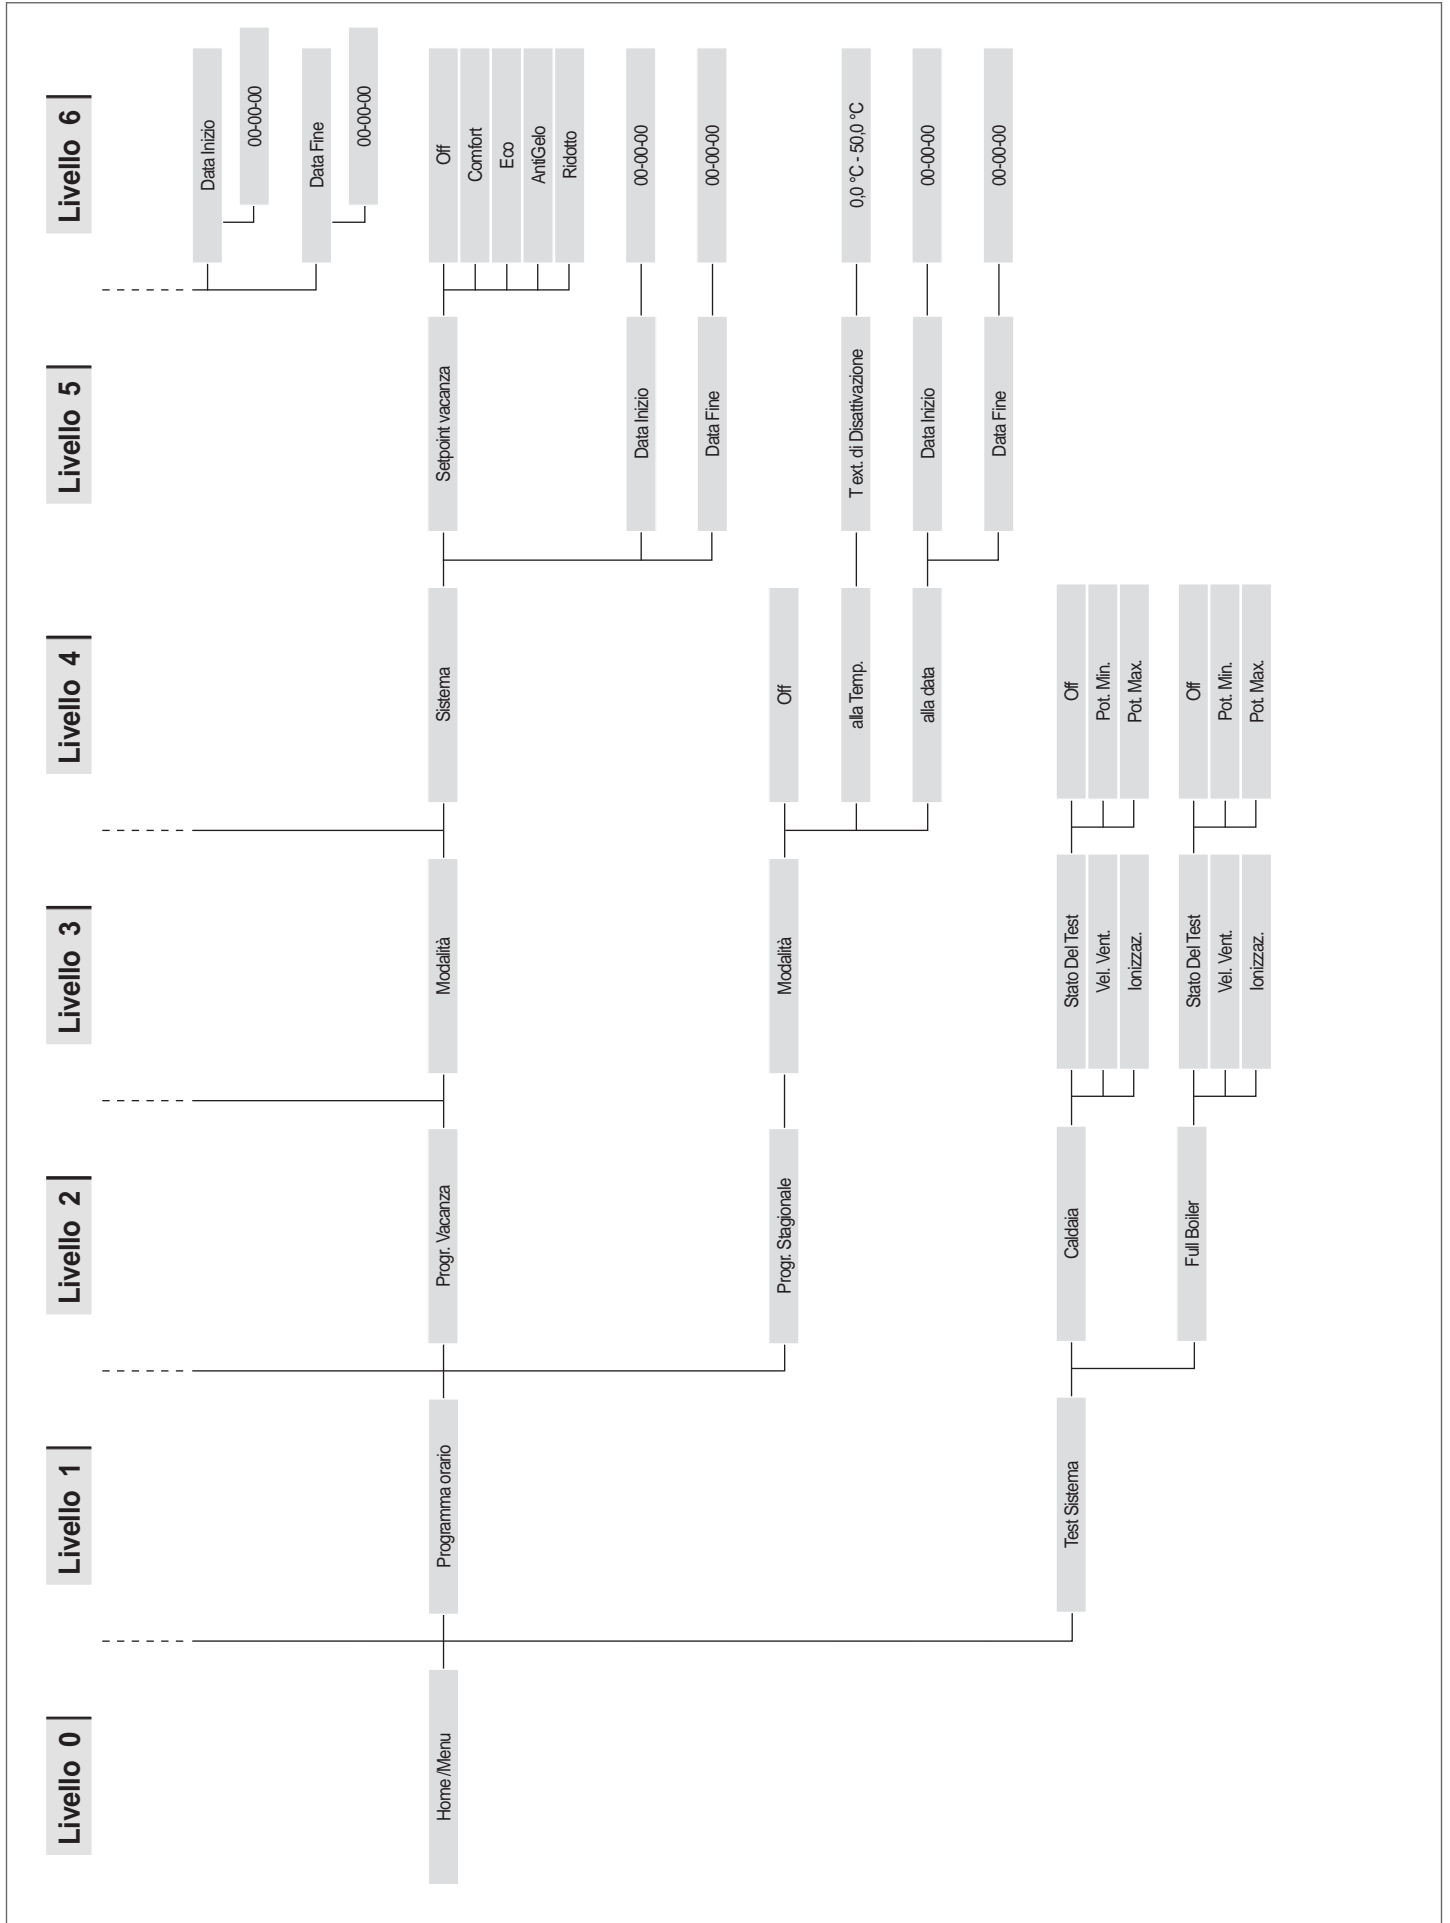 Livello 0
Livello 1
Livello 2
Livello 3
Livello 4
Livello 5
Livello 6
Data Inizio
00-00-00
Data Fine
00-00-00
Home /Menu
Programma orario
Progr. Vacanza
Modalità
Sistema
Setpoint vacanza
Off
Comfort
Eco
AntiGelo
Ridotto
Data Inizio
00-00-00
Data Fine
00-00-00
Progr. Stagionale
Modalità
Off
alla Temp.
T ext. di Disattivazione
0,0 °C - 50,0 °C
alla data
Data Inizio
00-00-00
Data Fine
00-00-00
Test Sistema
Caldaia
Stato Del Test
Off
Vel. Vent.
Pot. Min.
Ionizzaz.
Pot. Max.
Full Boiler
Stato Del Test
Off
Vel. Vent.
Pot. Min.
Ionizzaz.
Pot. Max.